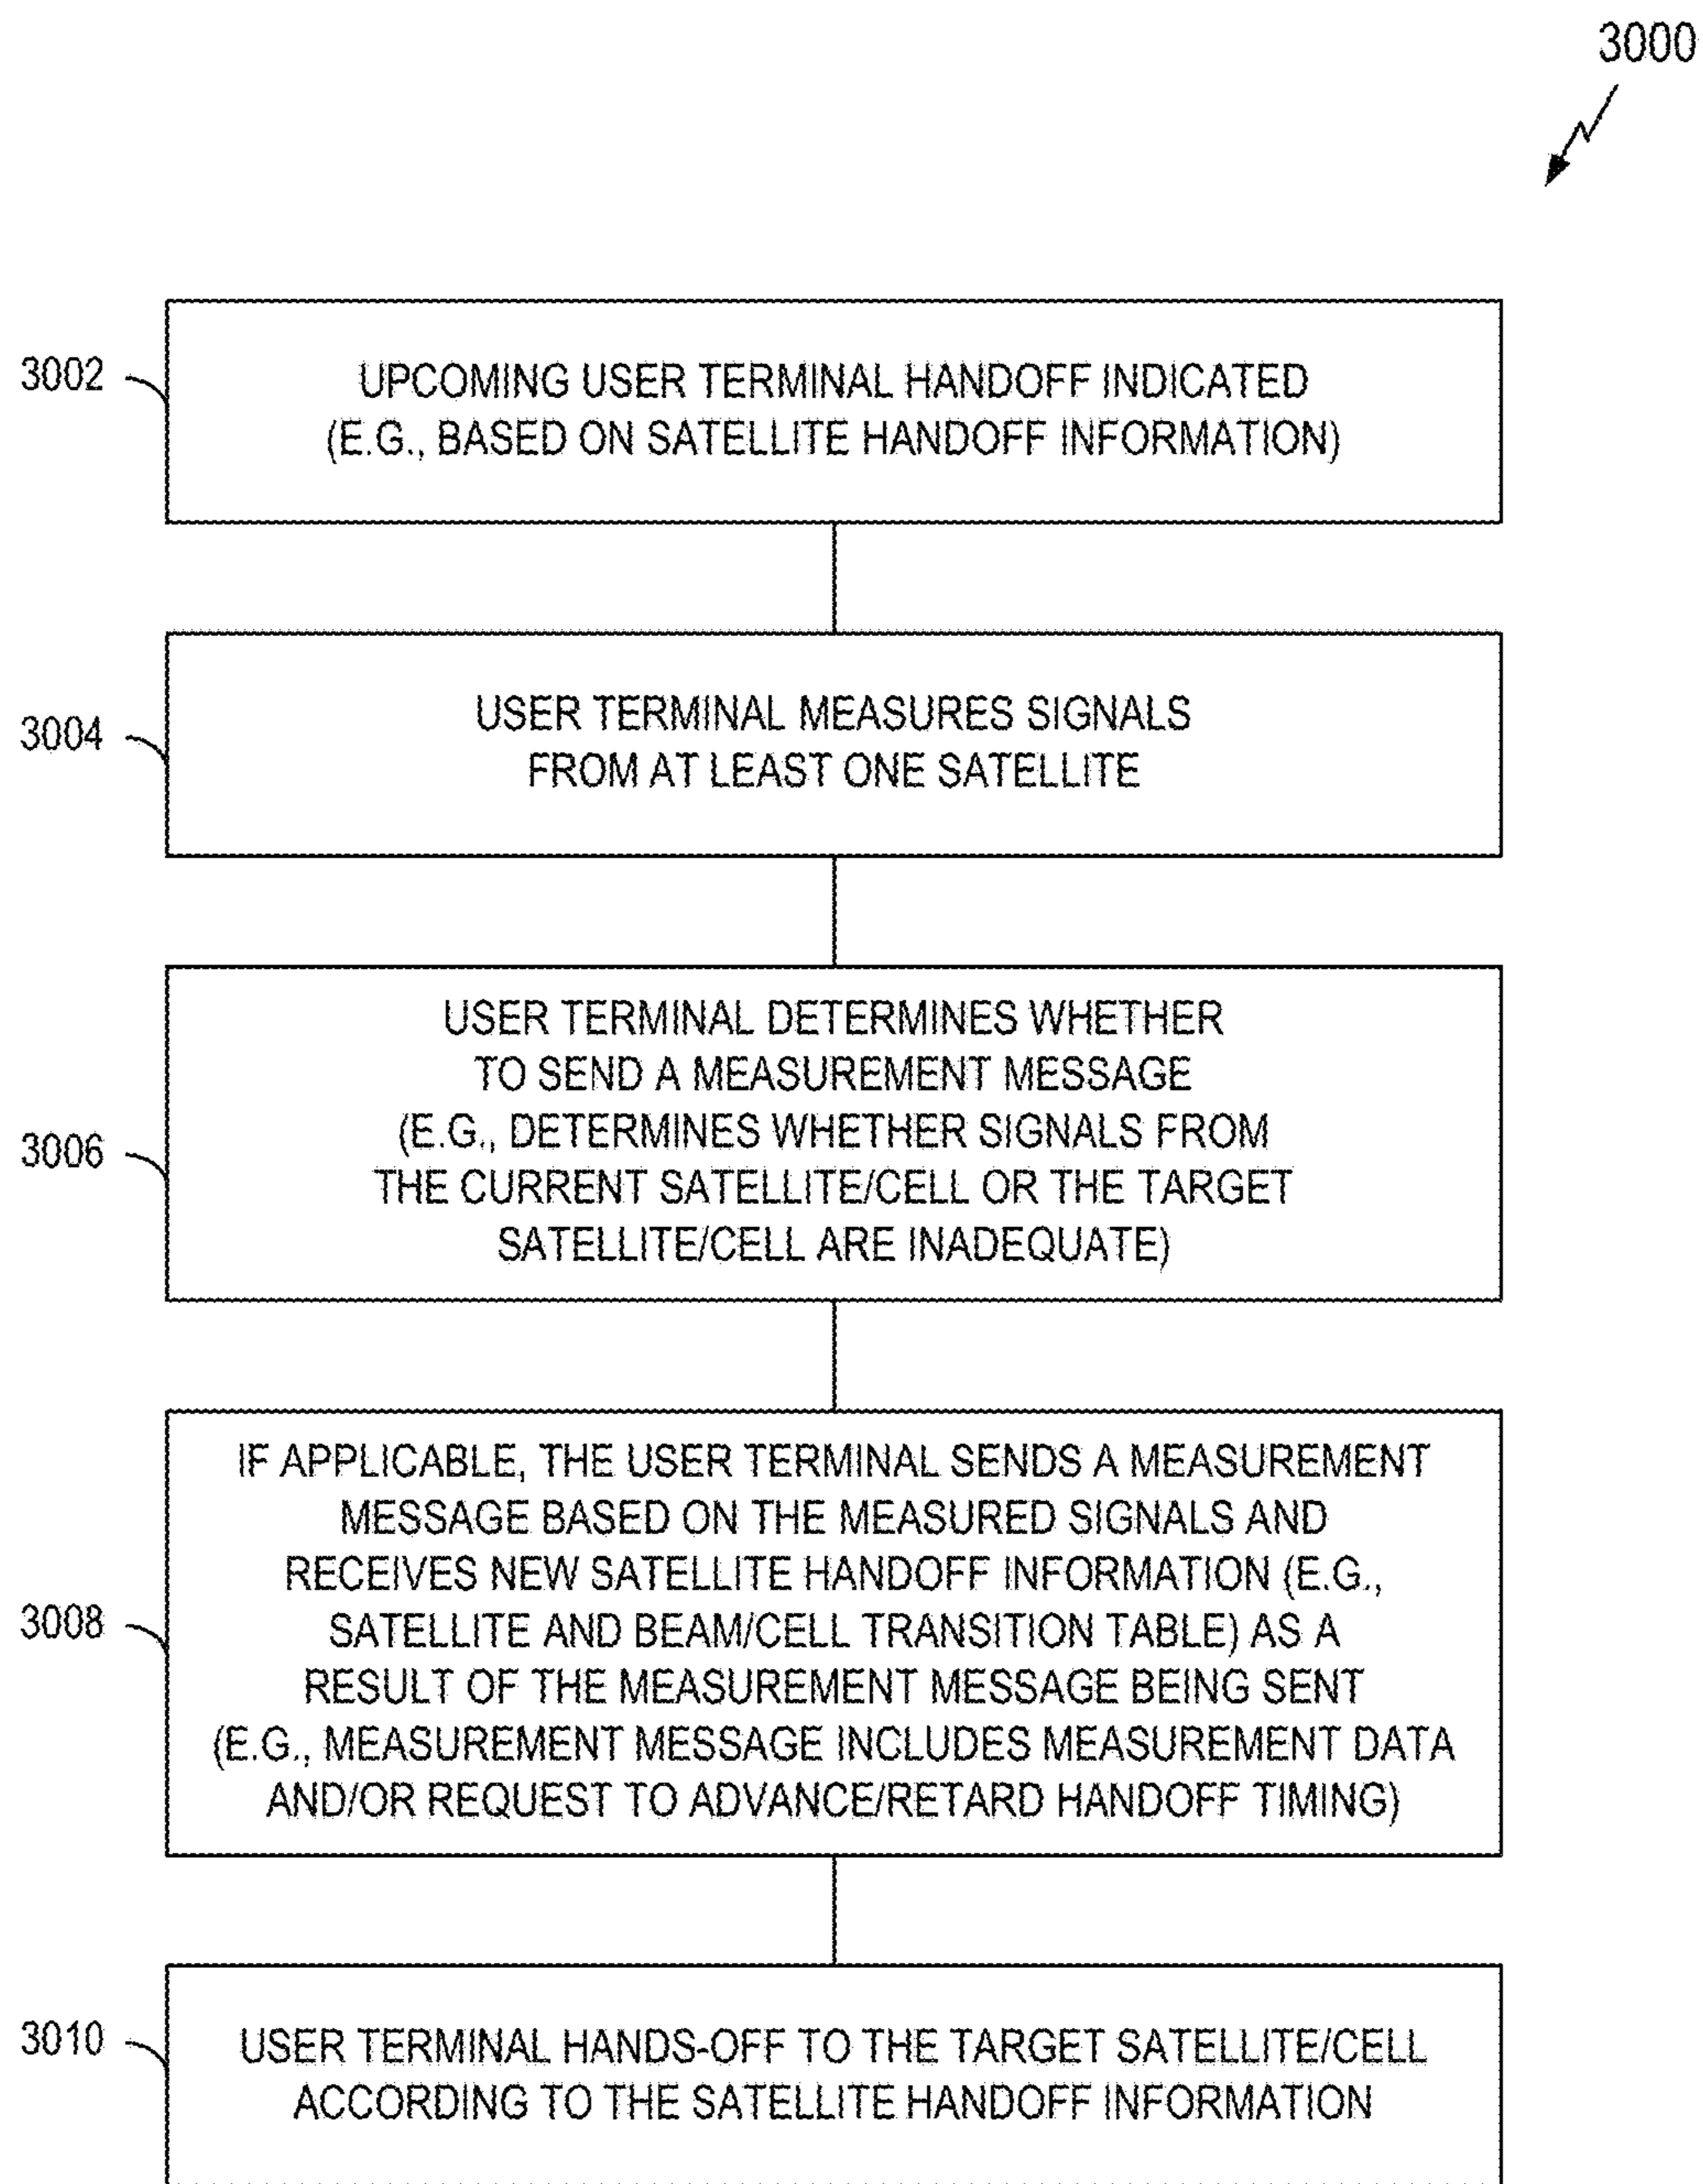 3000
3002
UPCOMING USER TERMINAL HANDOFF INDICATED
(E.G., BASED ON SATELLITE HANDOFF INFORMATION)
3004
USER TERMINAL MEASURES SIGNALS
FROM AT LEAST ONE SATELLITE
3006
USER TERMINAL DETERMINES WHETHER
TO SEND A MEASUREMENT MESSAGE
(E.G., DETERMINES WHETHER SIGNALS FROM
THE CURRENT SATELLITE/CELL OR THE TARGET
SATELLITE/CELL ARE INADEQUATE)
3008
IF APPLICABLE, THE USER TERMINAL SENDS A MEASUREMENT
MESSAGE BASED ON THE MEASURED SIGNALS AND
RECEIVES NEW SATELLITE HANDOFF INFORMATION (E.G.,
SATELLITE AND BEAM/CELL TRANSITION TABLE) AS A
RESULT OF THE MEASUREMENT MESSAGE BEING SENT
(E.G., MEASUREMENT MESSAGE INCLUDES MEASUREMENT DATA
AND/OR REQUEST TO ADVANCE/RETARD HANDOFF TIMING)
3010
USER TERMINAL HANDS-OFF TO THE TARGET SATELLITE/CELL
ACCORDING TO THE SATELLITE HANDOFF INFORMATION